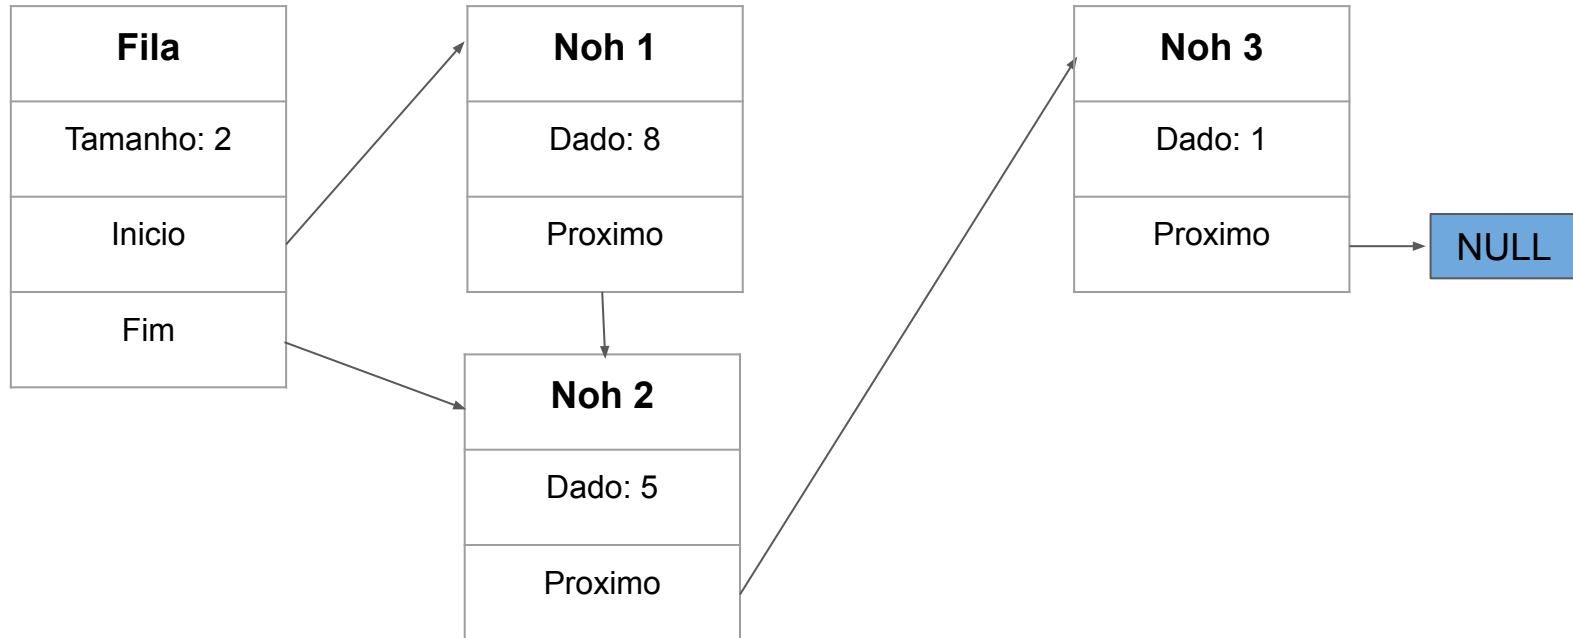 Fila
Tamanho: 2
Inicio
Fim
Noh 1
Dado: 8
Proximo
Noh 2
Dado: 5
Proximo
Noh 3
Dado: 1
Proximo
NULL